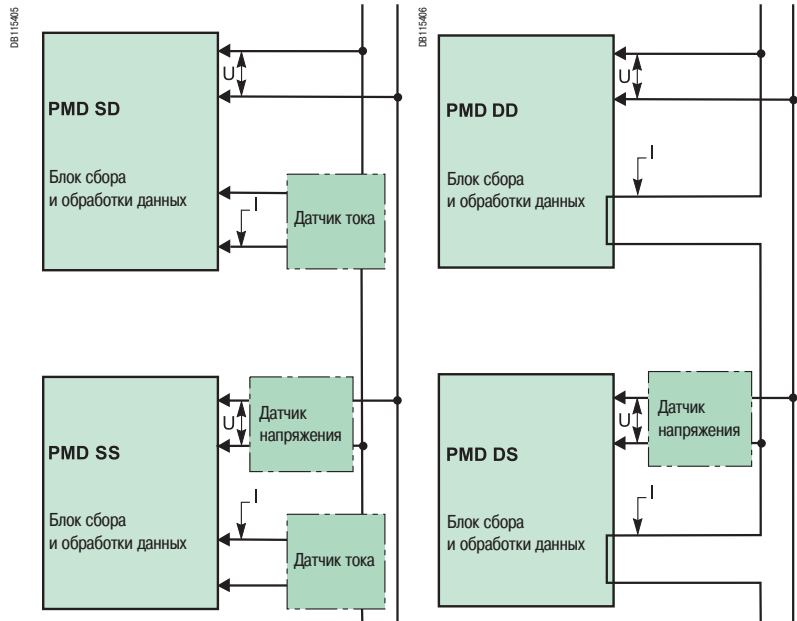 DB115405
U
PMD SD
Блок сбора
и обработки данных
I
Датчик тока
DB115406
U
PMD DD
Блок сбора
и обработки данных
I
U
Датчик
напряжения
PMD SS
Блок сбора
и обработки данных
I
Датчик тока
U
Датчик
напряжения
PMD DS
Блок сбора
и обработки данных
I